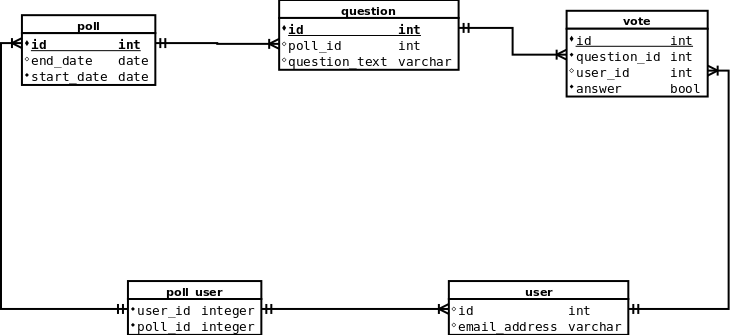 poll
id int
end_date date
start_date date
question
id int
poll_id int
question_text varchar
vote
id int
question_id int
user_id int
answer bool
poll_user
user_id integer
poll_id integer
user
id int
email_address varchar